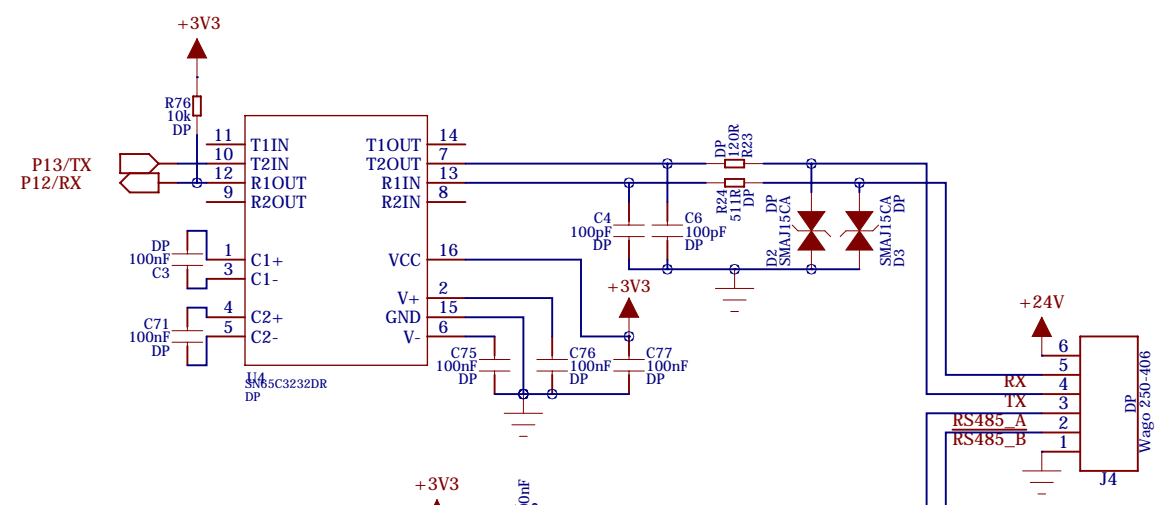 +3V3
R76
10k
DP
P13/TX
P12/RX
11
10
12
9
T1IN
T2IN
R1OUT
R2OUT
T1OUT
T2OUT
R1IN
R2IN
14
7
13
8
DP
120R
R23
R24
511R
DP
C4
100pF
DP
C6
100pF
DP
DP
SMAJ15CA
D2
DP
SMAJ15CA
D3
DP
100nF
C3
1
3
C1+
C1-
VCC
16
V+
2
GND
15
V-
6
C71
100nF
DP
4
5
C2+
C2-
+3V3
C75
100nF
DP
C76
100nF
DP
C77
100nF
DP
U4
SN65C3232DR
DP
+24V
6
5
4
3
2
1
RX
TX
RS485_A
RS485_B
DP
Wago 250-406
J4
+3V3